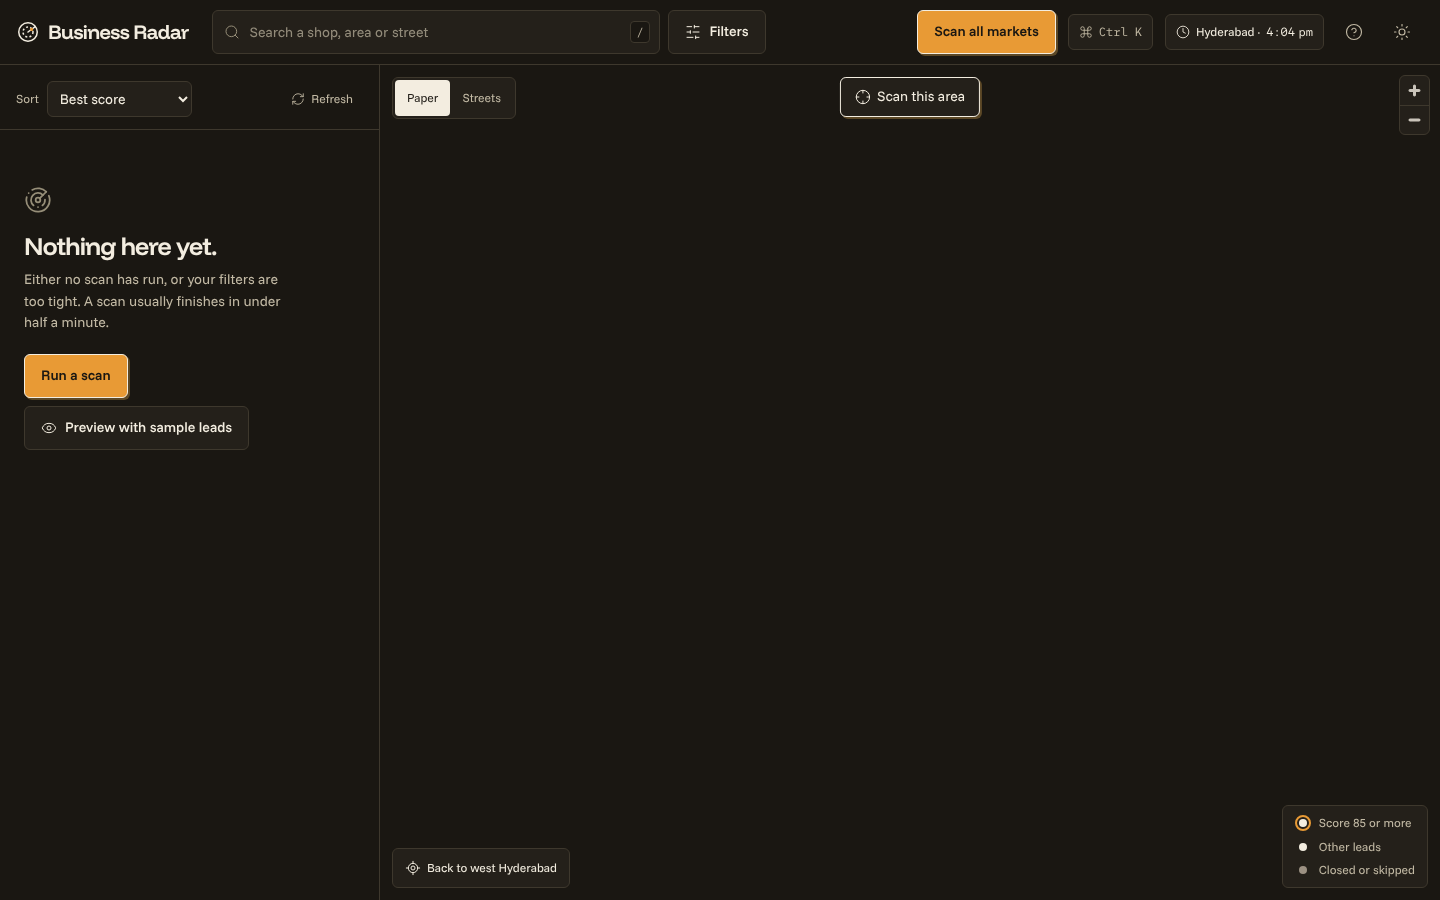 Business Radar
Search a shop, area or street
/
Filters
Scan all markets
⌘ Ctrl K
Hyderabad · 4:04 pm
Sort
Best score
Refresh
Paper
Streets
Scan this area
Nothing here yet.
Either no scan has run, or your filters are
too tight. A scan usually finishes in under
half a minute.
Run a scan
Preview with sample leads
Back to west Hyderabad
Score 85 or more
Other leads
Closed or skipped